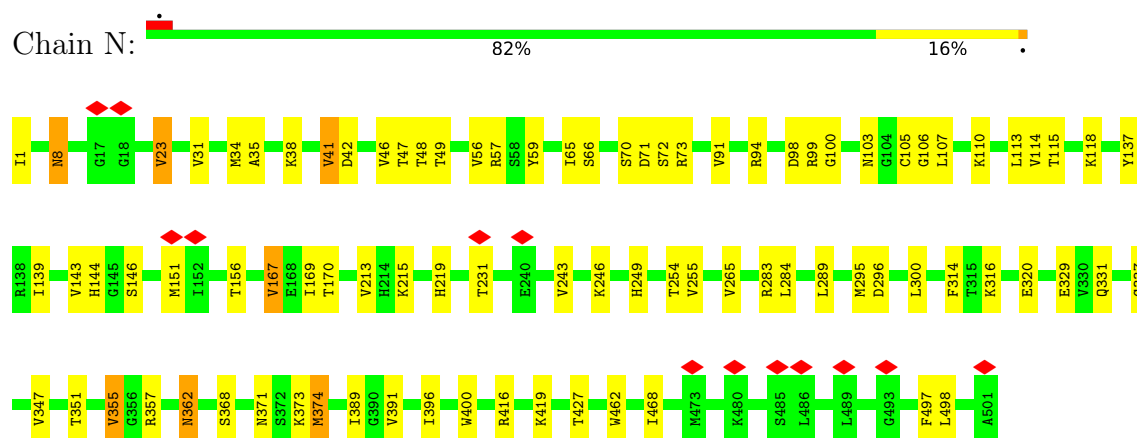 Chain N:
82%
16%
I1 N8 G17 G18 V23 V31 M34 A35 K38 V41 D42 V46 T47 T48 T49 V56 R57 S58 Y59 I65 S66 S70 D71 S72 R73 V91 R94 D98 R99 G100 N103 G104 C105 G106 L107 K110 L113 V114 T115 K118 Y137
R138 I139 V143 H144 G145 S146 M151 I152 T156 V167 E168 I169 T170 V213 H214 K215 H219 T231 E240 V243 K246 H249 T254 V255 V265 R283 L284 L289 M295 D296 L300 F314 T315 K316 E320 E329 V330 Q331
V347 T351 V355 G356 R357 N362 S368 N371 S372 K373 M374 I389 G390 V391 I396 W400 R416 K419 T427 W462 I468 M473 K480 S485 L486 L489 G493 F497 L498 A501